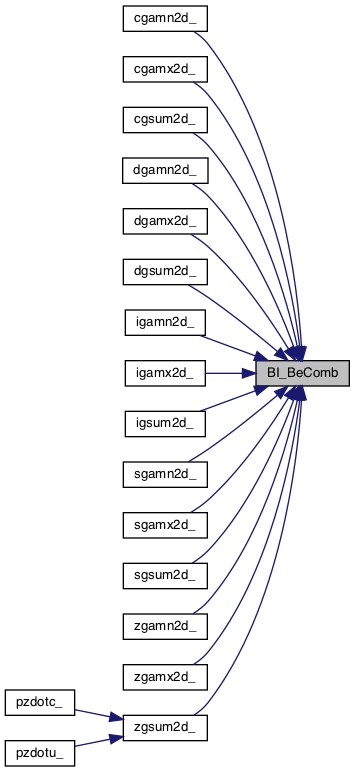 cgamn2d_
cgamx2d_
cgsum2d_
dgamn2d_
dgamx2d_
dgsum2d_
igamn2d_
BI_BeComb
igamx2d_
igsum2d_
sgamn2d_
sgamx2d_
sgsum2d_
zgamn2d_
zgamx2d_
pzdotc_
zgsum2d_
pzdotu_